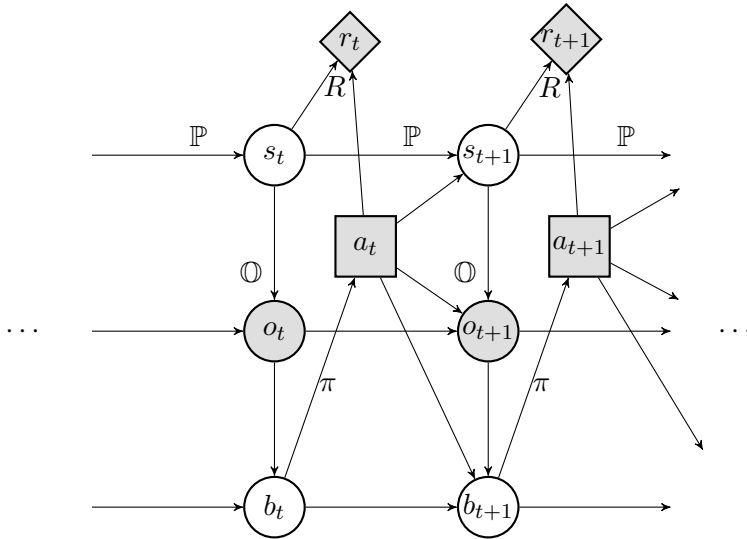 r_t r_{t+1}
R R
ℙ ℙ ℙ
s_t s_{t+1}
a_t a_{t+1}
𝕆 𝕆
… o_t o_{t+1} …
π π
b_t b_{t+1}